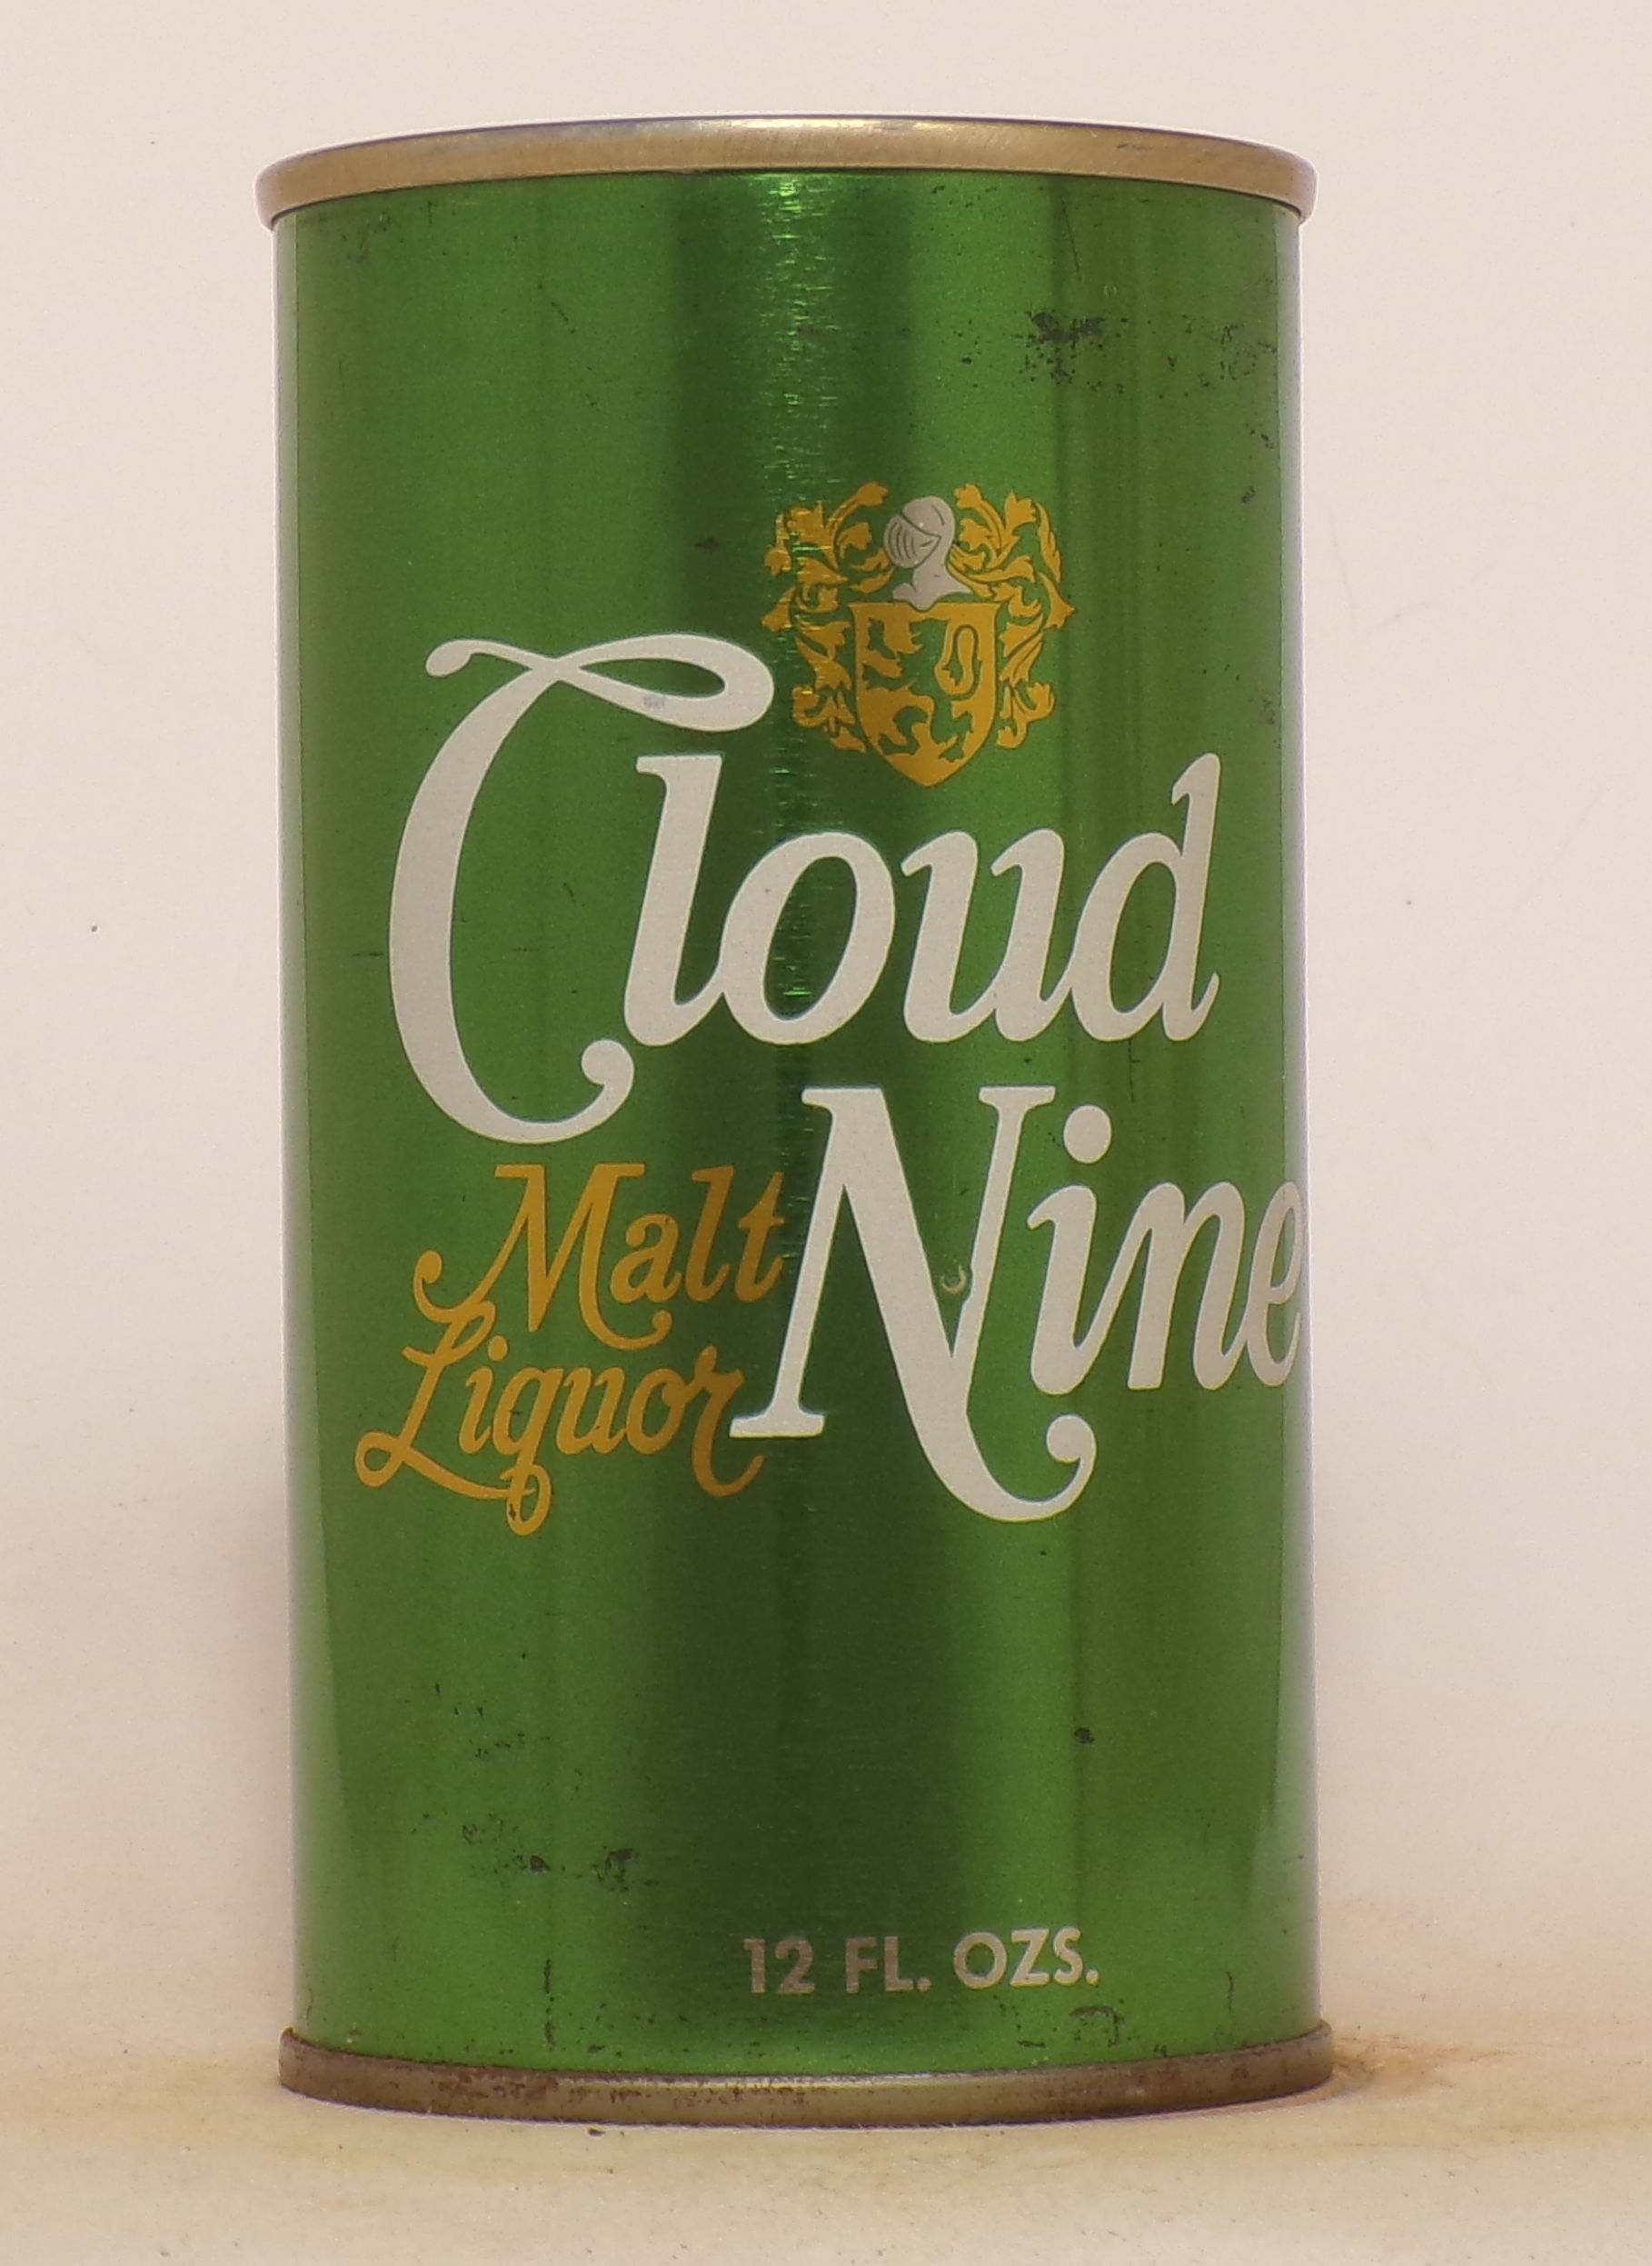 Cloud
Nine
Malt
Liquor
12 FL. OZS.